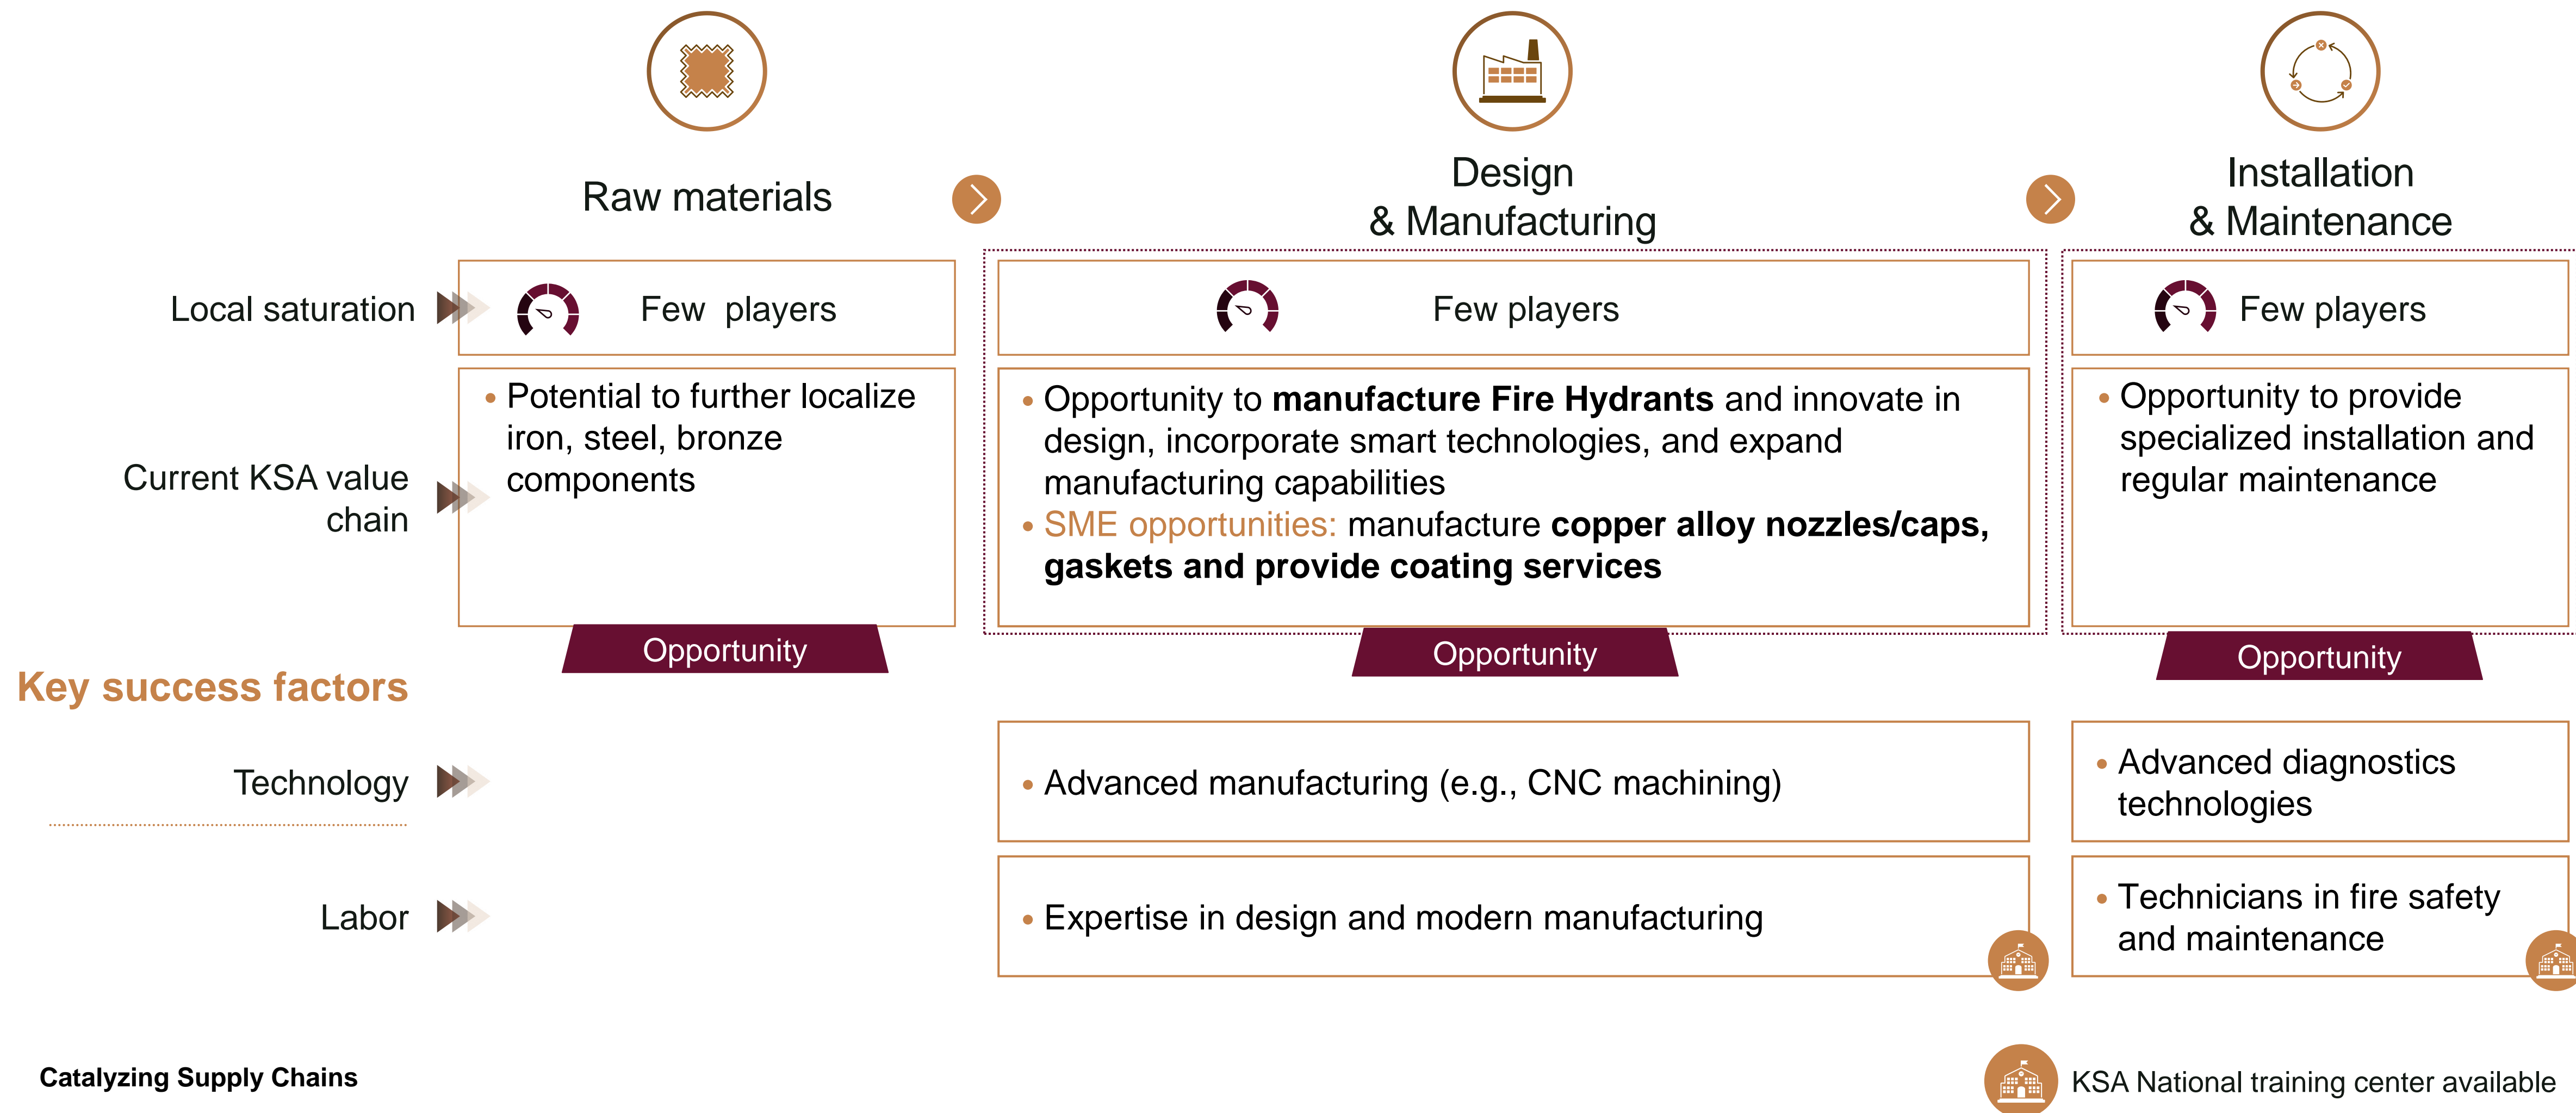 Raw materials
Design
& Manufacturing
Installation
& Maintenance
Local saturation
Few players
Few players
Few players
Current KSA value
chain
• Potential to further localize
iron, steel, bronze
components
• Opportunity to manufacture Fire Hydrants and innovate in
design, incorporate smart technologies, and expand
manufacturing capabilities
• SME opportunities: manufacture copper alloy nozzles/caps,
gaskets and provide coating services
• Opportunity to provide
specialized installation and
regular maintenance
Opportunity
Opportunity
Opportunity
Key success factors
Technology
• Advanced manufacturing (e.g., CNC machining)
• Advanced diagnostics
technologies
Labor
• Expertise in design and modern manufacturing
• Technicians in fire safety
and maintenance
Catalyzing Supply Chains
KSA National training center available